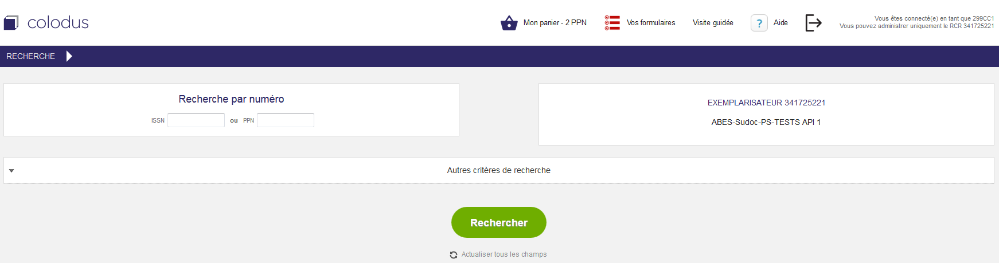 colodus
Mon panier - 2 PPN
Vos formulaires
Visite guidée
?
Aide
Vous êtes connecté(e) en tant que 299CC1
Vous pouvez administrer uniquement le RCR 341725221
RECHERCHE
Recherche par numéro
ISSN ou PPN
EXEMPLARISATEUR 341725221
ABES-Sudoc-PS-TESTS API 1
Autres critères de recherche
Rechercher
Actualiser tous les champs